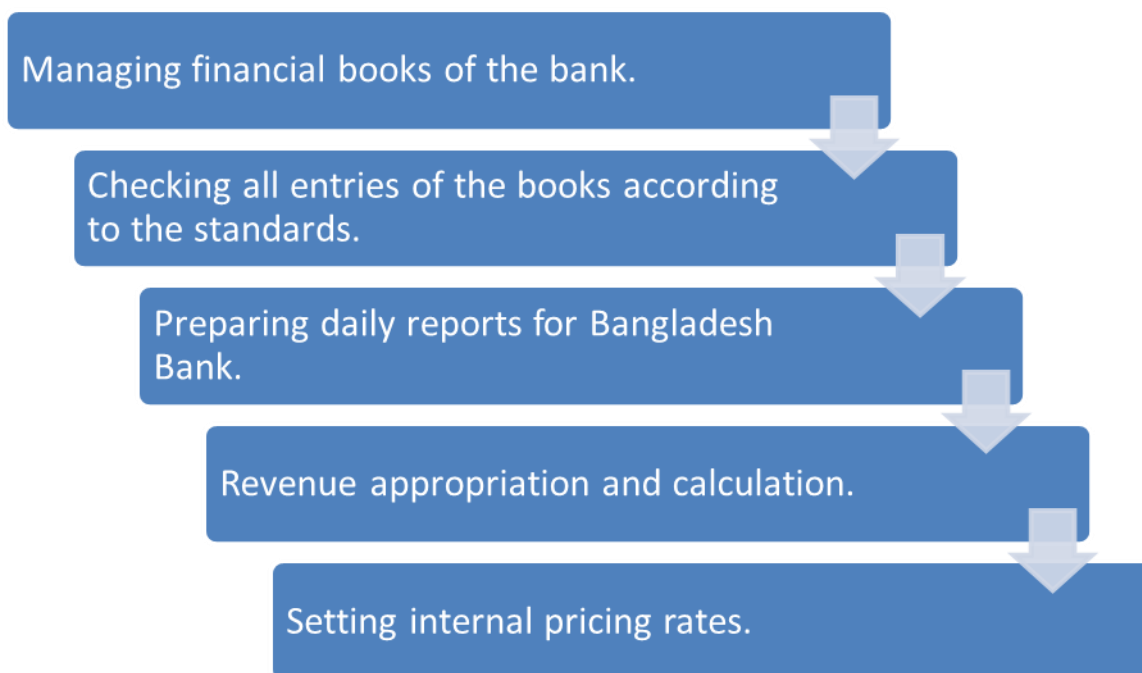 Managing financial books of the bank.
Checking all entries of the books according
to the standards.
Preparing daily reports for Bangladesh
Bank.
Revenue appropriation and calculation.
Setting internal pricing rates.